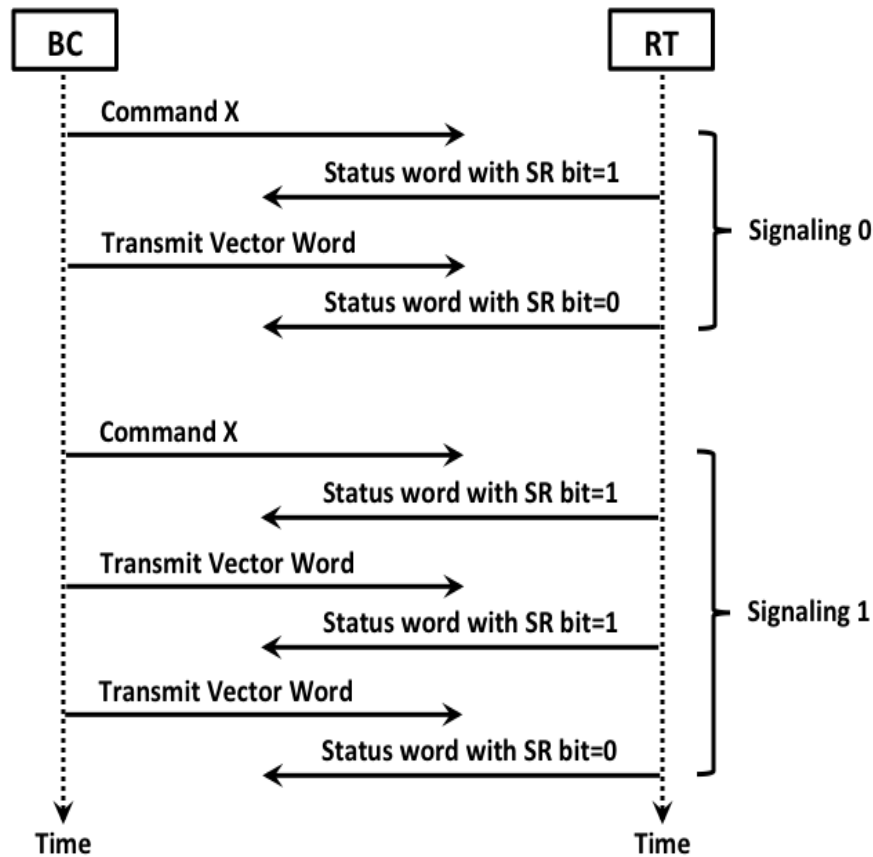 BC
RT
Command X
Status word with SR bit=1
Transmit Vector Word
Status word with SR bit=0
Signaling 0
Command X
Status word with SR bit=1
Transmit Vector Word
Status word with SR bit=1
Transmit Vector Word
Status word with SR bit=0
Signaling 1
Time
Time